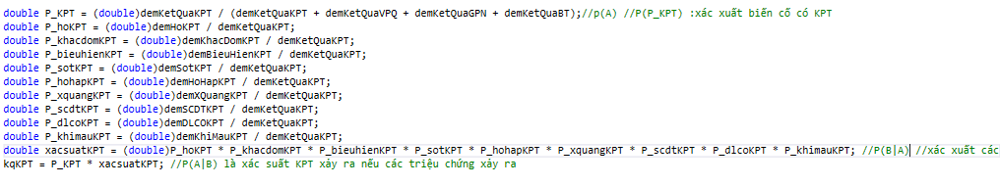 double P_KPT = (double)demKetQuaKPT / (demKetQuaKPT + demKetQuaVPQ + demKetQuaGPN + demKetQuaBT);//p(A) //P(P_KPT) :xác xuất biến cố có KPT
double P_hoKPT = (double)demHoKPT / demKetQuaKPT;
double P_khacdomKPT = (double)demKhacDomKPT / demKetQuaKPT;
double P_bieuhienKPT = (double)demBieuHienKPT / demKetQuaKPT;
double P_sotKPT = (double)demSotKPT / demKetQuaKPT;
double P_hohapKPT = (double)demHoHapKPT / demKetQuaKPT;
double P_xquangKPT = (double)demXQuangKPT / demKetQuaKPT;
double P_scdtKPT = (double)demSCDTKPT / demKetQuaKPT;
double P_dlcoKPT = (double)demDLCOKPT / demKetQuaKPT;
double P_khimauKPT = (double)demKhiMauKPT / demKetQuaKPT;
double xacsuatKPT = (double)P_hoKPT * P_khacdomKPT * P_bieuhienKPT * P_sotKPT * P_hohapKPT * P_xquangKPT * P_scdtKPT * P_dlcoKPT * P_khimauKPT; //P(B|A) //xác xuất các
kqKPT = P_KPT * xacsuatKPT; //P(A|B) là xác suất KPT xảy ra nếu các triệu chứng xảy ra